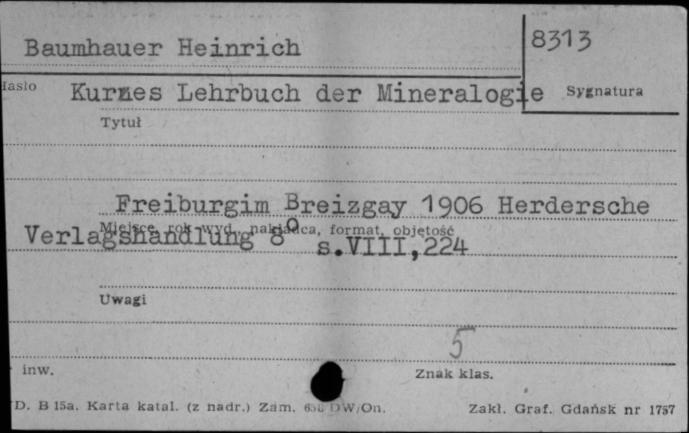 Baumhauer Heinrich
8313
Hasło
Kurzes Lehrbuch der Mineralogie
Sygnatura
Tytuł
Freiburgim Breizgay 1906 Herdersche
Miejsce, rok wyd., nakładca, format, objętość
Verlagshandlung 8° s.VIII,224
Uwagi
5
inw.
Znak klas.
D. B 15a. Karta katal. (z nadr.) Zam. DW/On.
Zakł. Graf. Gdańsk nr 1757